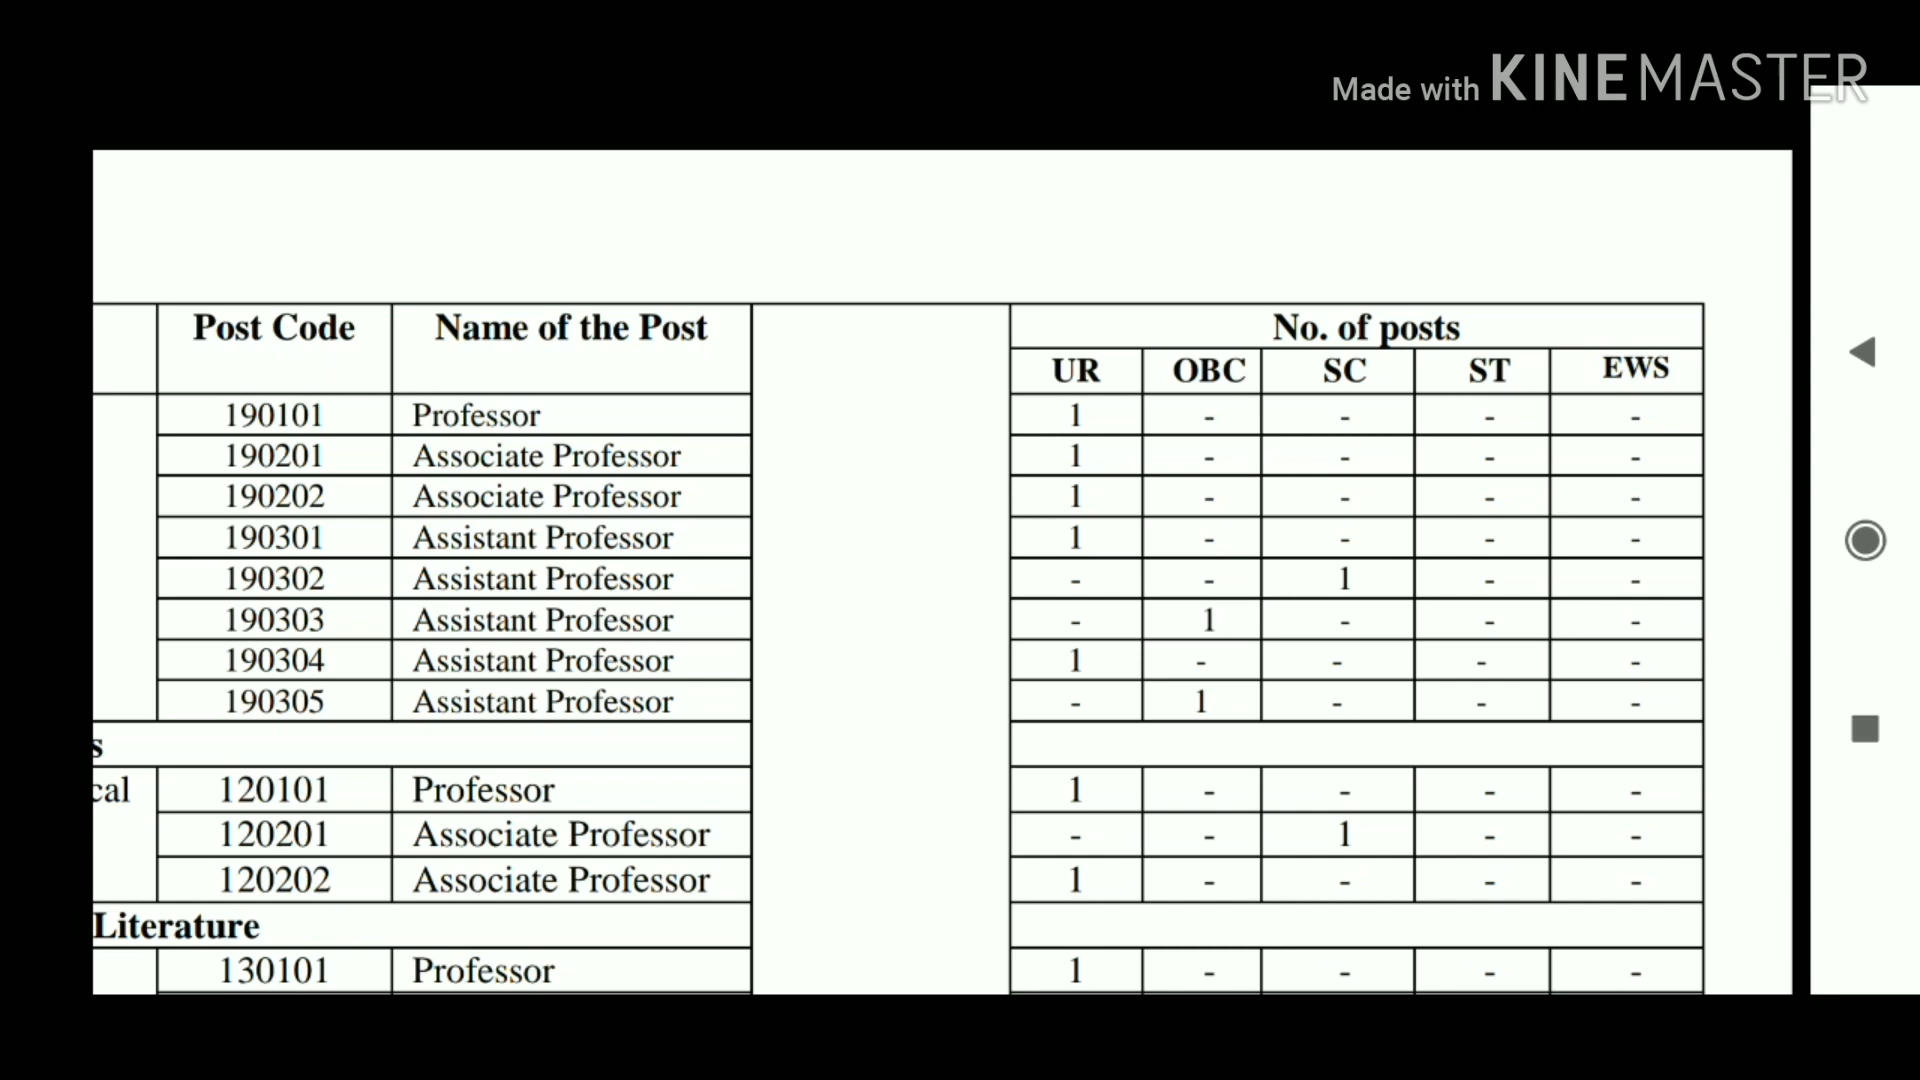 Made with KINEMASTER
Post Code Name of the Post No. of posts
UR OBC SC ST EWS
190101 Professor 1 - - - -
190201 Associate Professor 1 - - - -
190202 Associate Professor 1 - - - -
190301 Assistant Professor 1 - - - -
190302 Assistant Professor - - 1 - -
190303 Assistant Professor - 1 - - -
190304 Assistant Professor 1 - - - -
190305 Assistant Professor - 1 - - -
s
cal 120101 Professor 1 - - - -
120201 Associate Professor - - 1 - -
120202 Associate Professor 1 - - - -
Literature
130101 Professor 1 - - - -